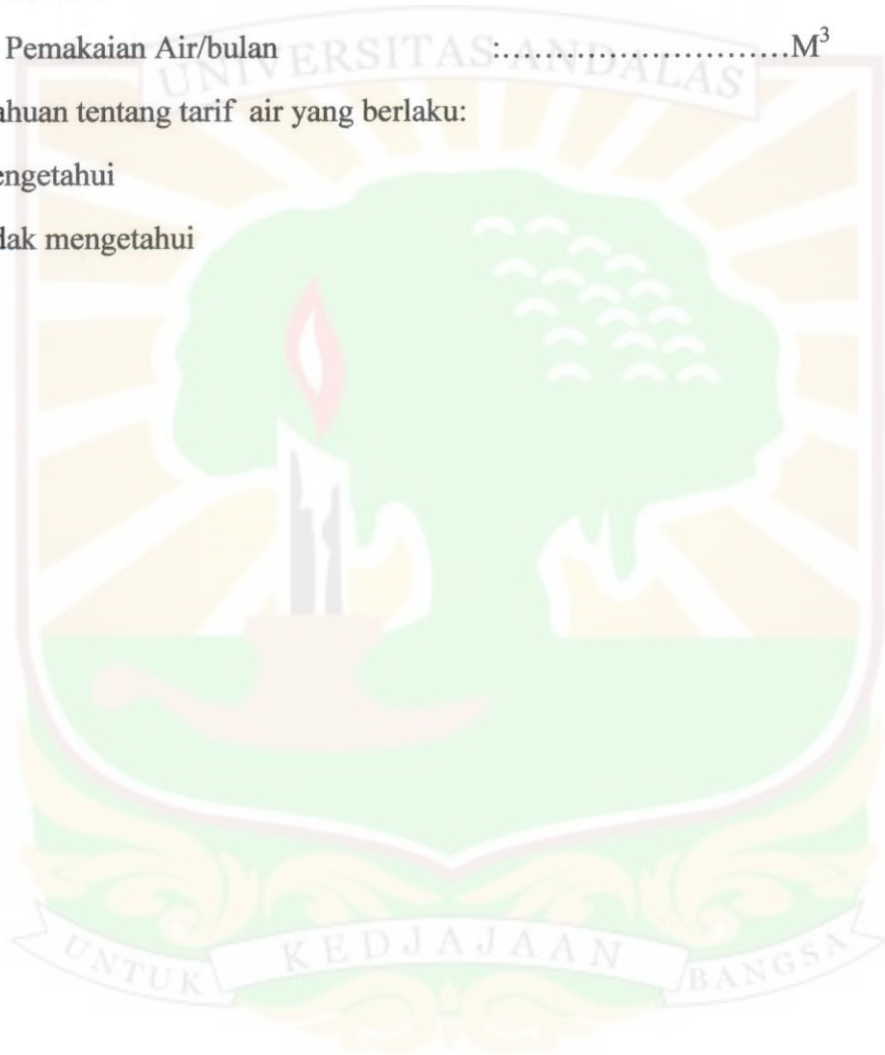 Pemakaian Air/bulan :.............................M³
ahuan tentang tarif air yang berlaku:
engetahui
dak mengetahui
UNIVERSITAS ANDALAS
UNTUK KEDJAJAAN BANGSA